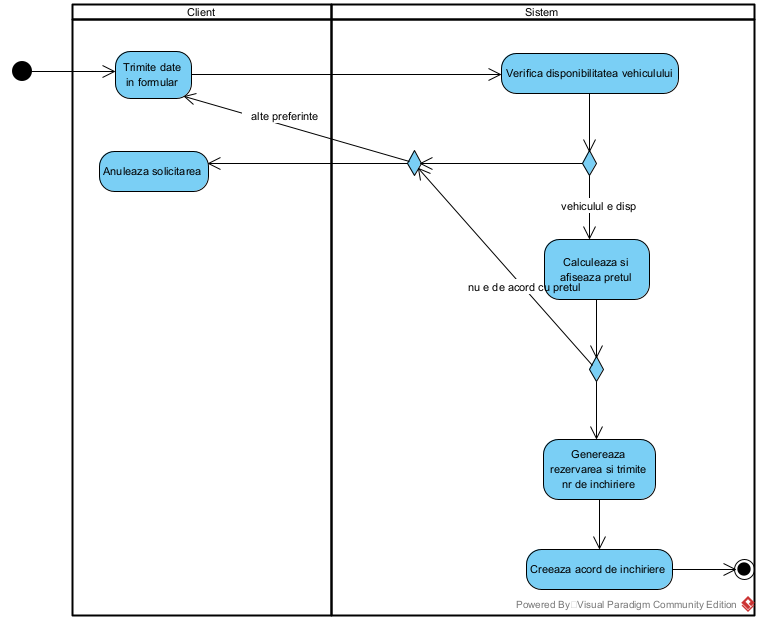 Client
Sistem
Trimite date
in formular
Verifica disponibilitatea vehiculului
alte preferinte
Anuleaza solicitarea
vehiculul e disp
Calculeaza si
afiseaza pretul
nu e de acord cu pretul
Genereaza
rezervarea si trimite
nr de inchiriere
Creeaza acord de inchiriere
Powered By Visual Paradigm Community Edition